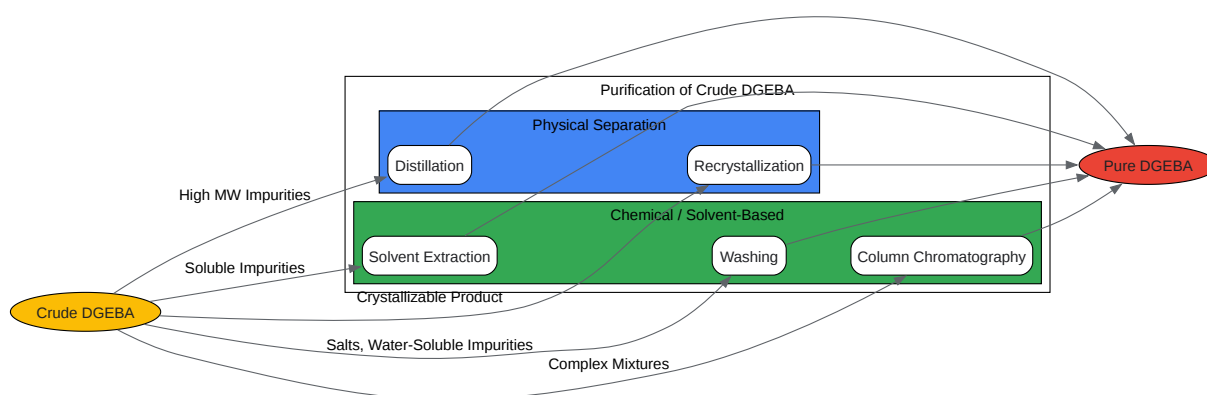 Purification of Crude DGEBA
Physical Separation
Distillation
Recrystallization
Pure DGEBA
High MW Impurities
Chemical / Solvent-Based
Solvent Extraction
Washing
Column Chromatography
Soluble Impurities
Crystallizable Product
Crude DGEBA
Salts, Water-Soluble Impurities
Complex Mixtures